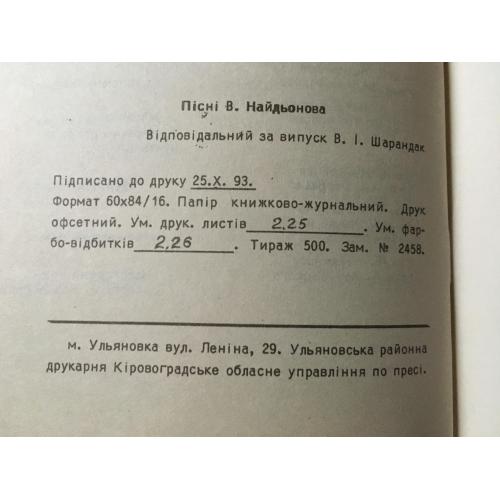 Пісні В. Найдьонова
Відповідальний за випуск В. І. Шарандак
Підписано до друку 25.X. 93.
Формат 60x84/16. Папір книжково-журнальний. Друк
офсетний. Ум. друк. листів 2,25. Ум. фар-
бо-відбитків 2,26. Тираж 500. Зам. № 2458.
м. Ульяновка вул. Леніна, 29. Ульяновська районна
друкарня Кіровоградське обласне управління по пресі.